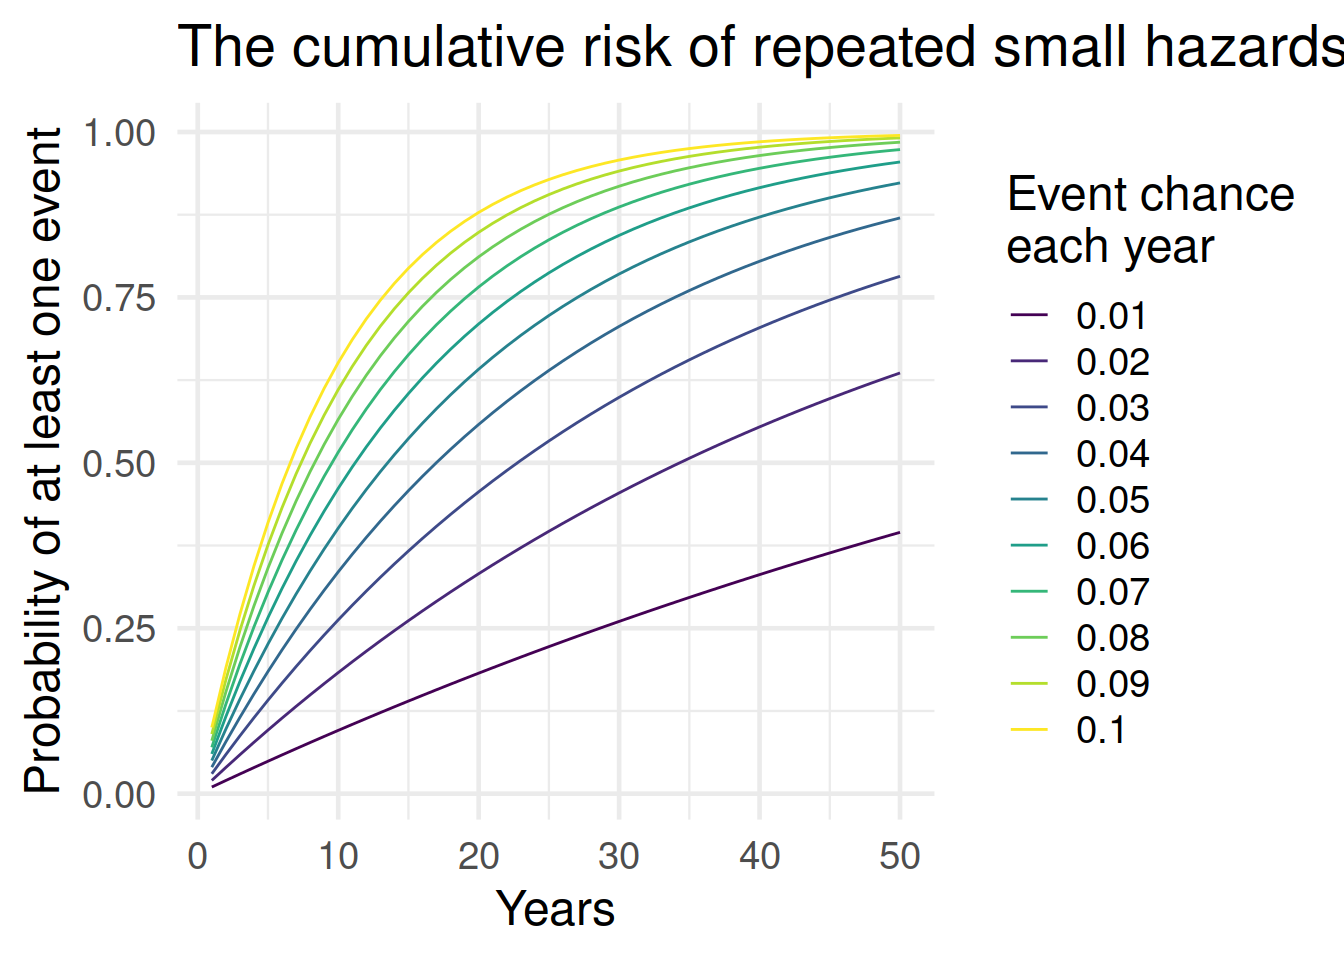 The cumulative risk of repeated small hazards
Probability of at least one event
1.00
0.75
0.50
0.25
0.00
0 10 20 30 40 50
Years
Event chance
each year
0.01
0.02
0.03
0.04
0.05
0.06
0.07
0.08
0.09
0.1